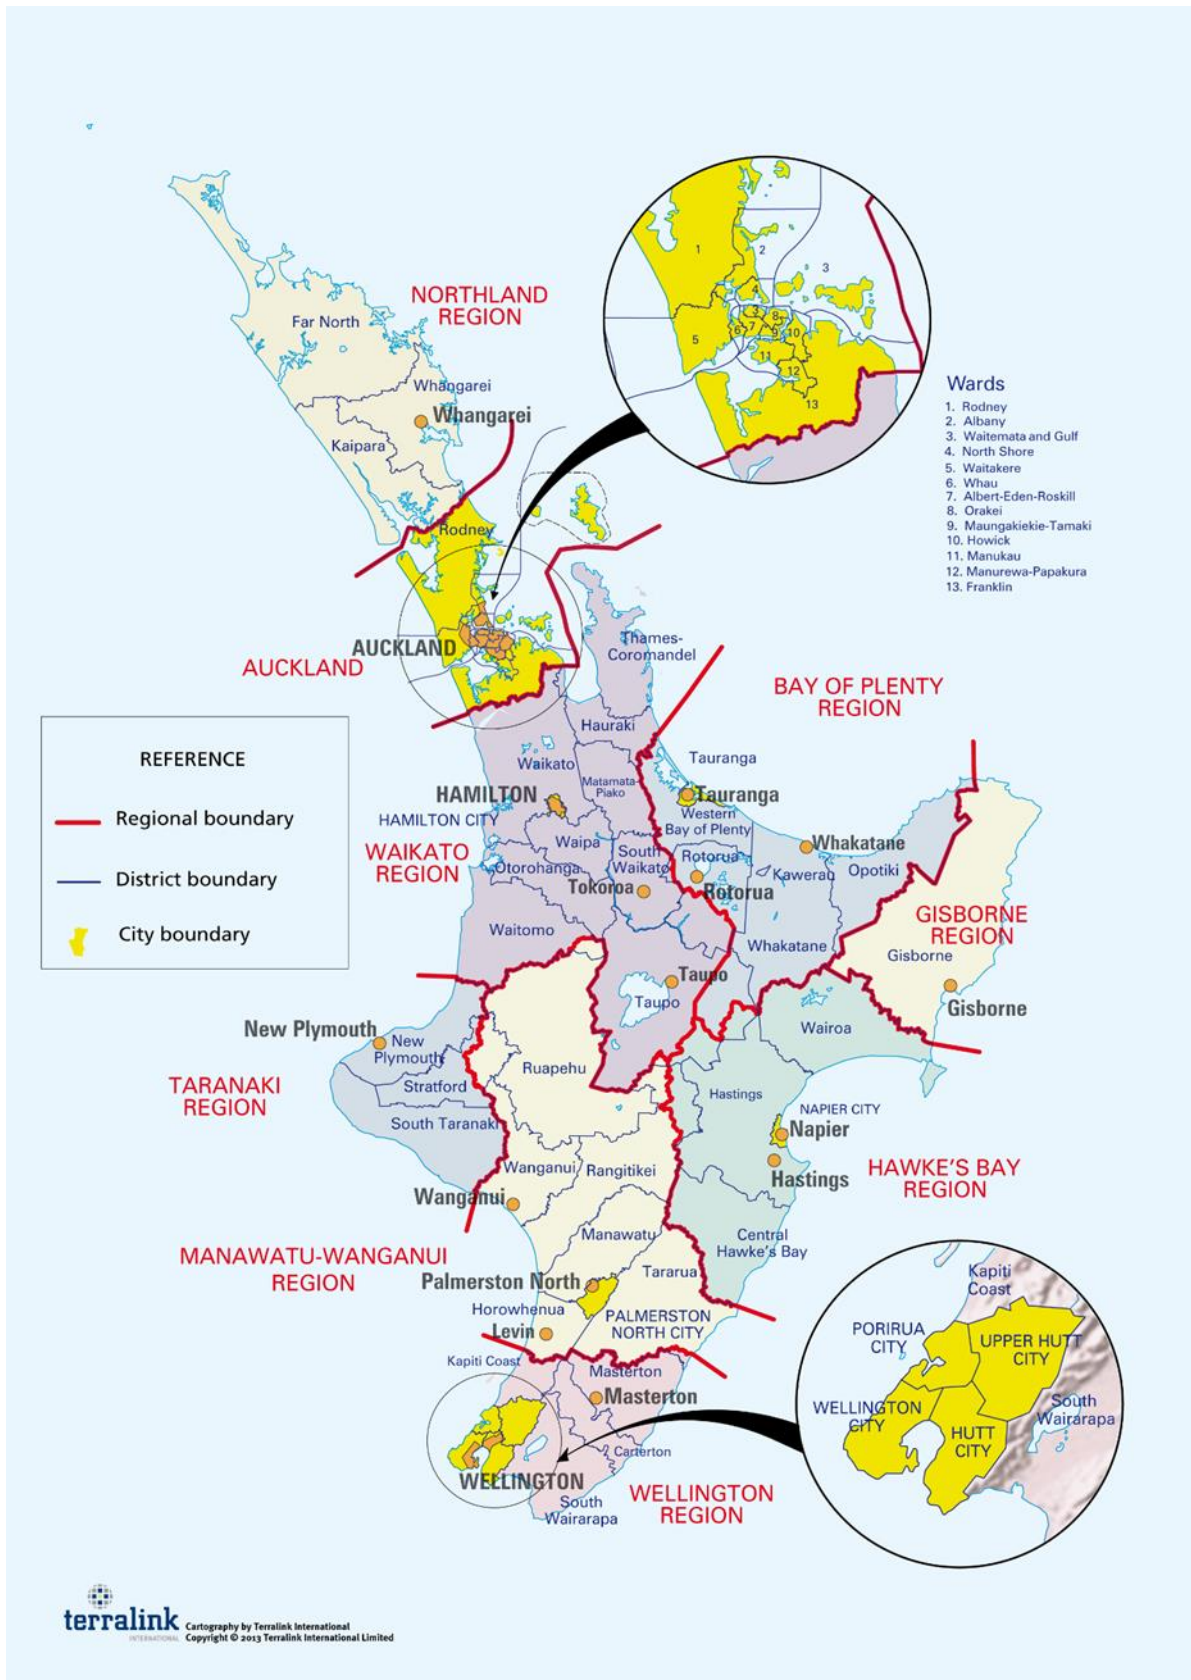 NORTHLAND
REGION
Far North
Whangarei
Whangarei
Kaipara
1
2
3
4
5
3
8
6
7
9
10
11
12
13
Wards
1. Rodney
2. Albany
3. Waitemata and Gulf
4. North Shore
5. Waitakere
6. Whau
7. Albert-Eden-Roskill
8. Orakei
9. Maungakiekie-Tamaki
10. Howick
11. Manukau
12. Manurewa-Papakura
13. Franklin
Rodney
AUCKLAND
AUCKLAND
Thames-
Coromandel
BAY OF PLENTY
REGION
REFERENCE
Regional boundary
District boundary
City boundary
Hauraki
Waikato
Matamata-
Piako
Tauranga
HAMILTON
Tauranga
HAMILTON CITY
Western
Bay of Plenty
WAIKATO
REGION
Waipa
South
Waikato
Rotorua
Whakatane
Otorohanga
Kawerau
Opotiki
Tokoroa
Rotorua
GISBORNE
REGION
Waitomo
Whakatane
Gisborne
Taupo
Taupo
Gisborne
New Plymouth
New
Plymouth
Wairoa
TARANAKI
REGION
Stratford
Ruapehu
Hastings
South Taranaki
NAPIER CITY
Napier
Wanganui
Rangitikei
Hastings
HAWKE'S BAY
REGION
Wanganui
MANAWATU-WANGANUI
REGION
Manawatu
Central
Hawke's Bay
Palmerston North
Tararua
Horowhenua
PALMERSTON
NORTH CITY
Levin
Kapiti Coast
Masterton
Masterton
Carterton
WELLINGTON
South
Wairarapa
WELLINGTON
REGION
Kapiti
Coast
PORIRUA
CITY
UPPER HUTT
CITY
WELLINGTON
CITY
HUTT
CITY
South
Wairarapa
terralink
INTERNATIONAL
Cartography by Terralink International
Copyright © 2013 Terralink International Limited